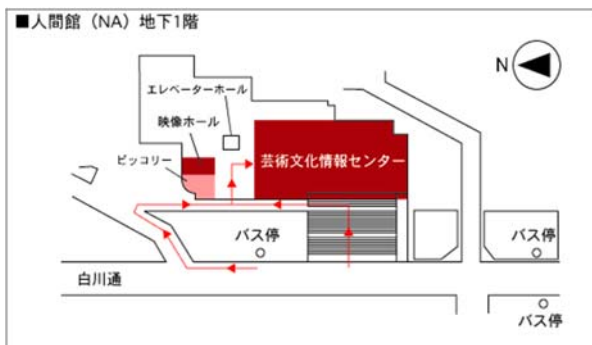 ■人間館（NA）地下1階
N
エレベーターホール
映像ホール
ピッコリー
芸術文化情報センター
バス停
バス停
白川通
バス停